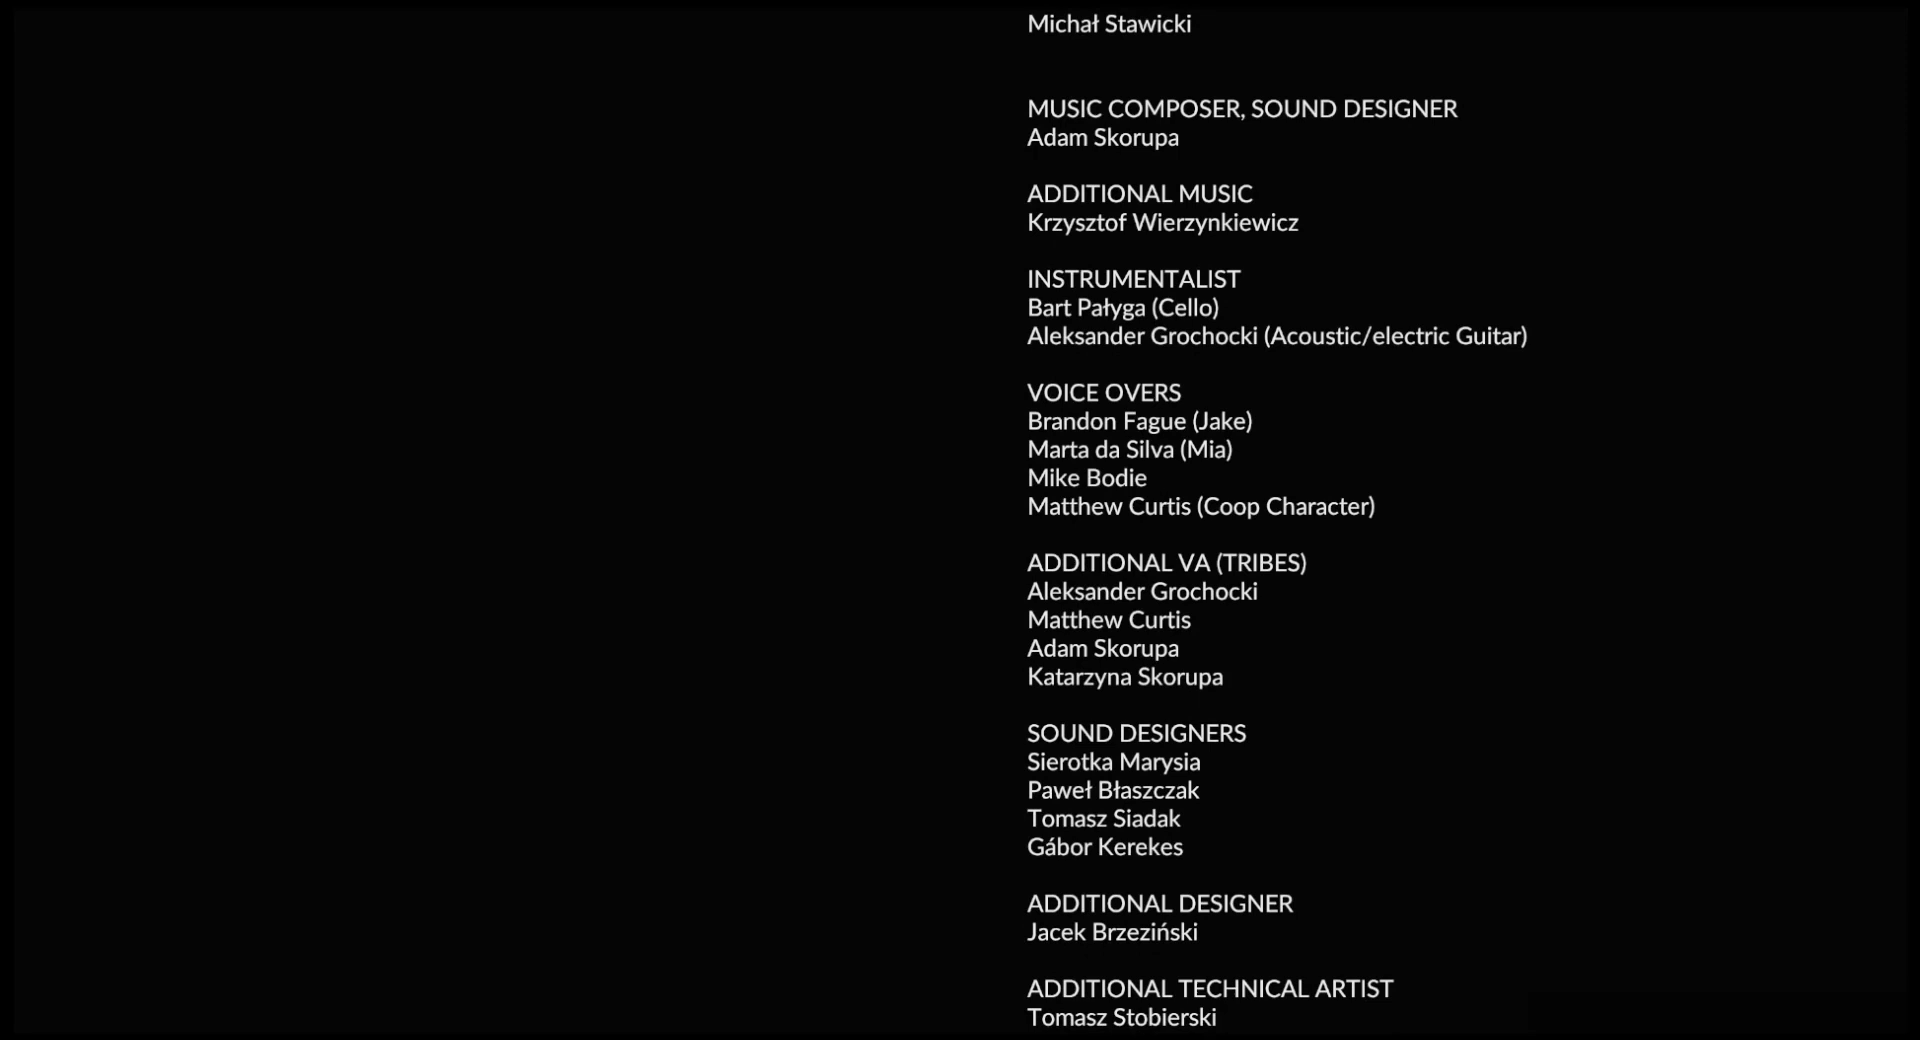 Michał Stawicki
MUSIC COMPOSER, SOUND DESIGNER
Adam Skorupa
ADDITIONAL MUSIC
Krzysztof Wierzynkiewicz
INSTRUMENTALIST
Bart Pałyga (Cello)
Aleksander Grochocki (Acoustic/electric Guitar)
VOICE OVERS
Brandon Fague (Jake)
Marta da Silva (Mia)
Mike Bodie
Matthew Curtis (Coop Character)
ADDITIONAL VA (TRIBES)
Aleksander Grochocki
Matthew Curtis
Adam Skorupa
Katarzyna Skorupa
SOUND DESIGNERS
Sierotka Marysia
Paweł Błaszczak
Tomasz Siadak
Gábor Kerekes
ADDITIONAL DESIGNER
Jacek Brzeziński
ADDITIONAL TECHNICAL ARTIST
Tomasz Stobierski